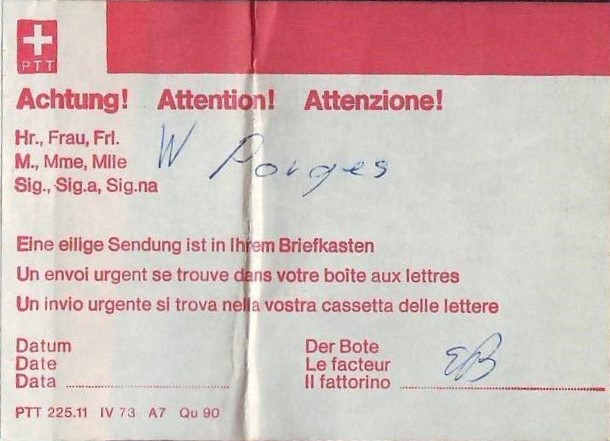 PTT
Achtung! Attention! Attenzione!
Hr., Frau, Frl.
M., Mme, Mlle W Porges
Sig., Sig.a, Sig.na
Eine eilige Sendung ist in Ihrem Briefkasten
Un envoi urgent se trouve dans votre boîte aux lettres
Un invio urgente si trova nella vostra cassetta delle lettere
Datum Der Bote
Date Le facteur EB
Data Il fattorino
PTT 225.11 IV 73 A7 Qu 90